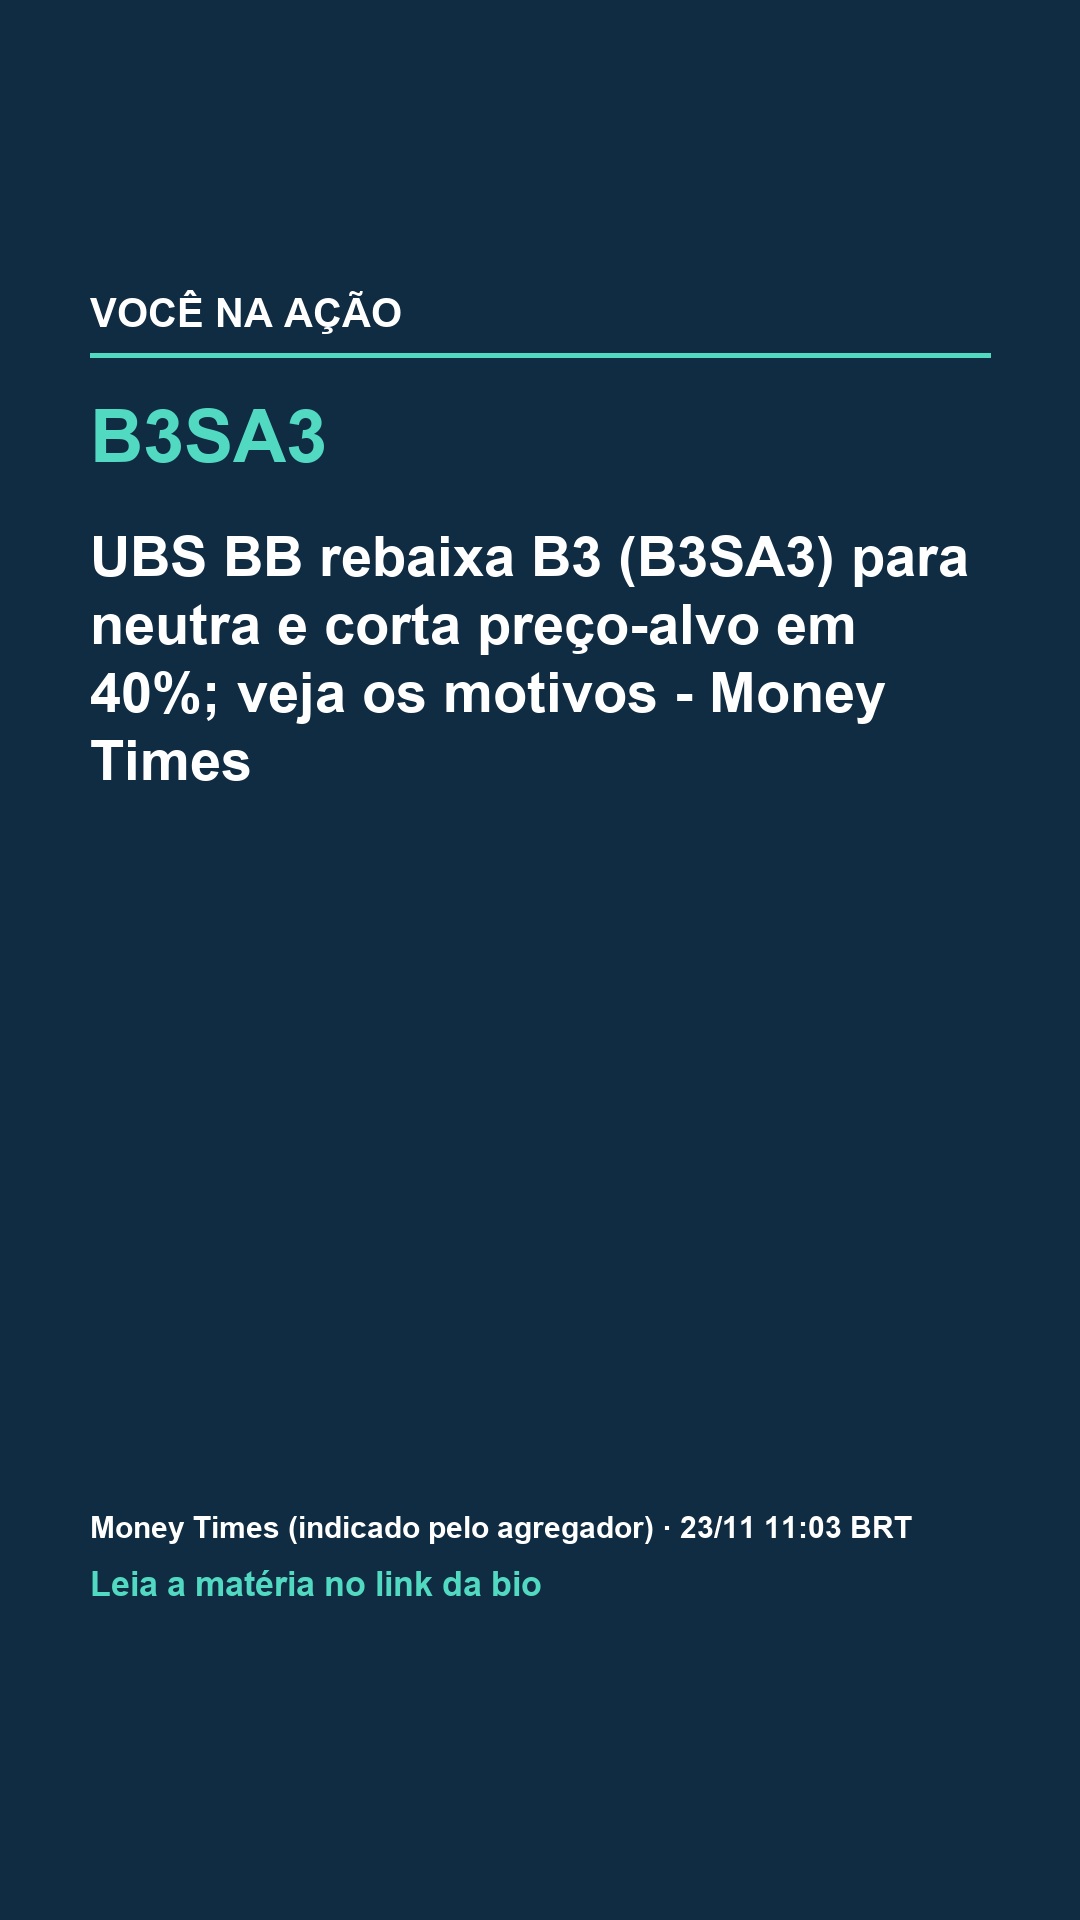 VOCÊ NA AÇÃO
B3SA3
UBS BB rebaixa B3 (B3SA3) para
neutra e corta preço-alvo em
40%; veja os motivos - Money
Times
Money Times (indicado pelo agregador) · 23/11 11:03 BRT
Leia a matéria no link da bio